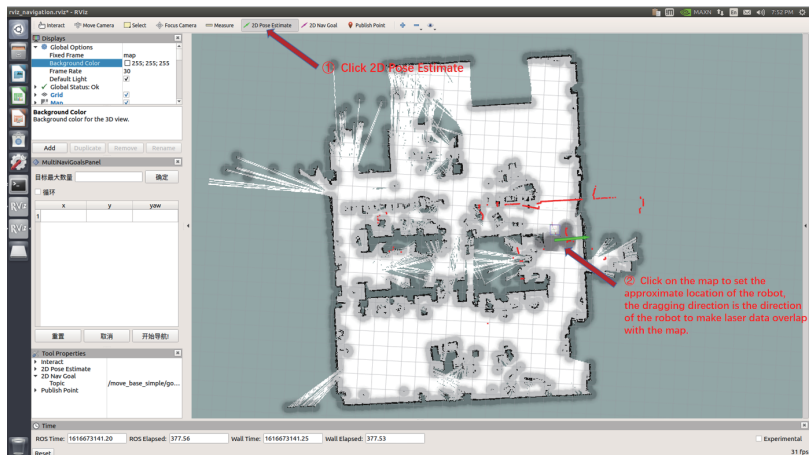 rviz_navigation.rviz* - RViz
MAXN
En
7:52 PM
Interact
Move Camera
Select
Focus Camera
Measure
2D Pose Estimate
2D Nav Goal
Publish Point
Displays
Global Options
Fixed Frame map
Background Color 255; 255; 255
Frame Rate 30
Default Light
Global Status: Ok
Grid
Map
Background Color
Background color for the 3D view.
Add Duplicate Remove Rename
MultiNaviGoalsPanel
目标最大数量 确定
循环
x y yaw
1
重置 取消 开始导航!
Tool Properties
Interact
2D Pose Estimate
2D Nav Goal
Topic /move_base_simple/go...
Publish Point
① Click 2D Pose Estimate
② Click on the map to set the
approximate location of the robot,
the dragging direction is the direction
of the robot to make laser data overlap
with the map.
Time
ROS Time: 1616673141.20 ROS Elapsed: 377.56 Wall Time: 1616673141.25 Wall Elapsed: 377.53 Experimental
Reset 31 fps